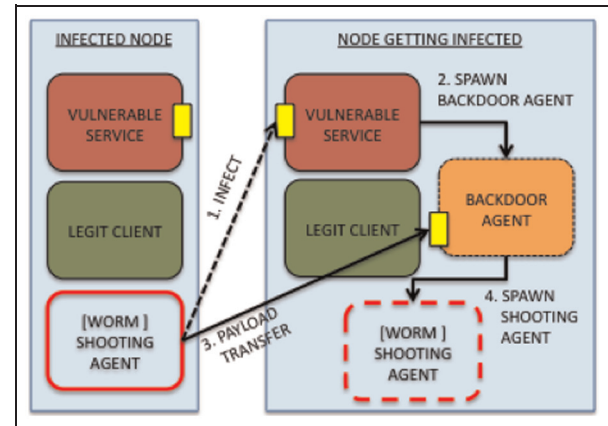 INFECTED NODE
VULNERABLE
SERVICE
LEGIT CLIENT
[WORM ]
SHOOTING
AGENT
1. INFECT
3. PAYLOAD
TRANSFER
NODE GETTING INFECTED
VULNERABLE
SERVICE
2. SPAWN
BACKDOOR AGENT
LEGIT CLIENT
BACKDOOR
AGENT
4. SPAWN
SHOOTING
AGENT
[WORM ]
SHOOTING
AGENT